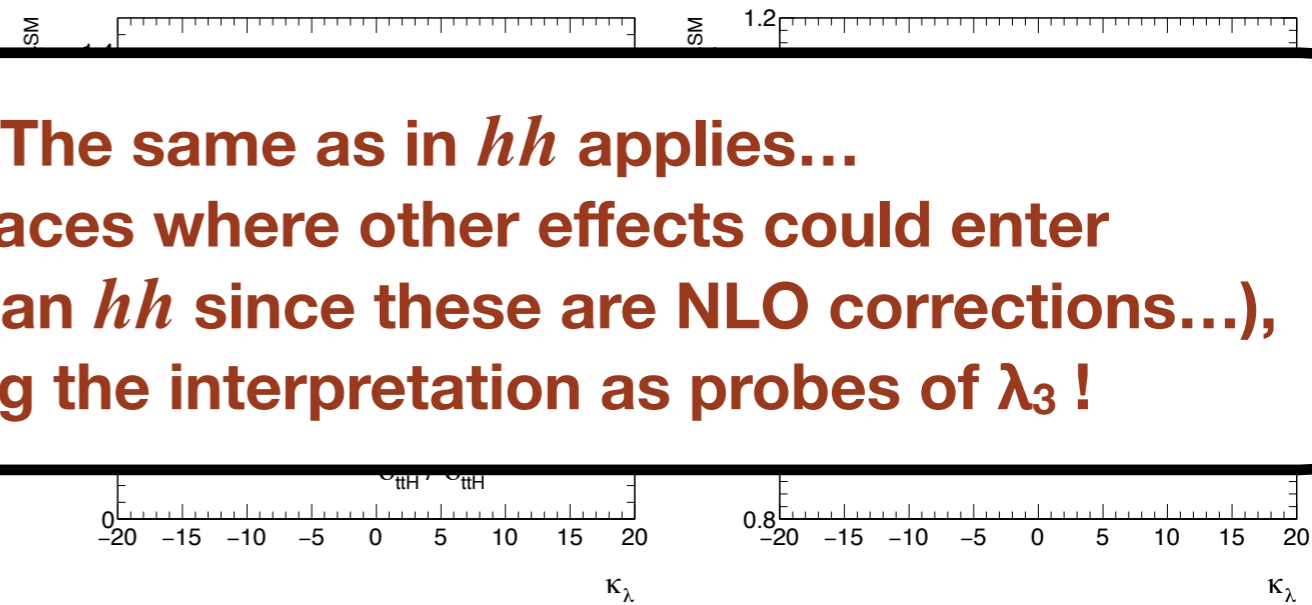 SM SM 1.2
The same as in hh applies…
aces where other effects could enter
an hh since these are NLO corrections…),
g the interpretation as probes of λ₃ !
ttH ttH
0 0.8
−20 −15 −10 −5 0 5 10 15 20 −20 −15 −10 −5 0 5 10 15 20
κλ κλ